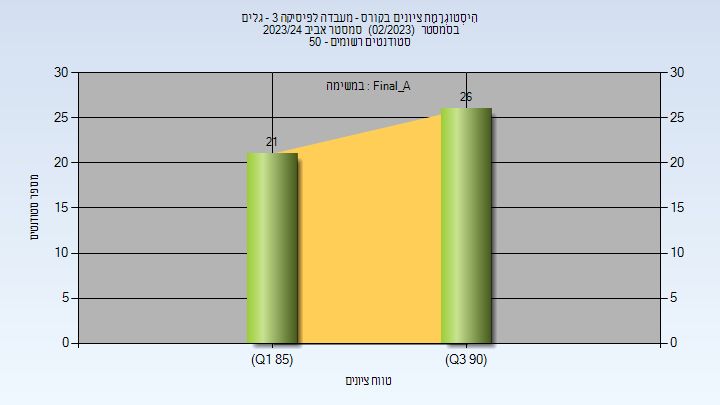 היסטוגרמת ציונים בקורס - מעבדה לפיסיקה 3 - גלים
בסמסטר (02/2023) סמסטר אביב 2023/24
סטודנטים רשומים - 50
במשימה : Final_A
30
25
20
15
10
5
0
30
25
20
15
10
5
0
21
26
מספר סטודנטים
(Q1 85)
(Q3 90)
טווח ציונים